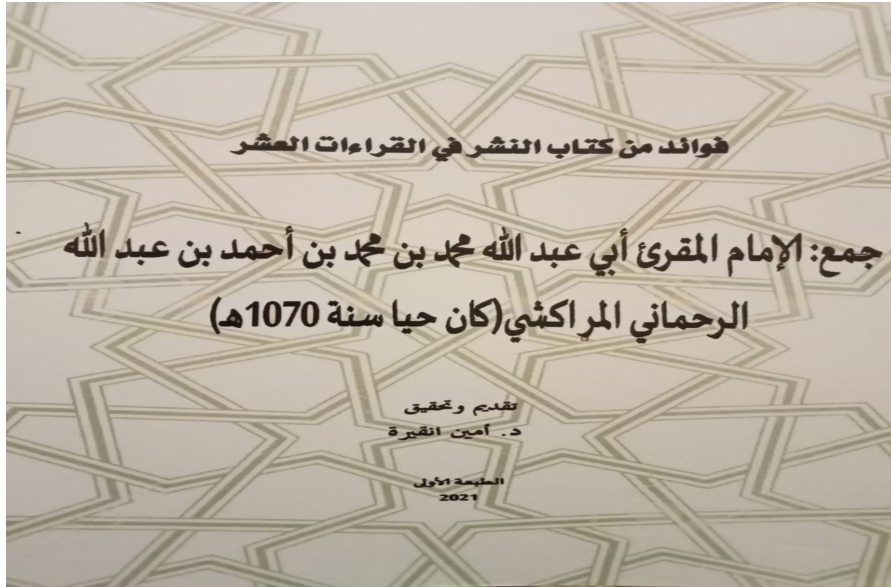 فوائد من كتاب النشر في القراءات العشر
جمع: الإمام المقرئ أبي عبد الله محمد بن محمد بن أحمد بن عبد الله
الرحماني المراكشي(كان حيا سنة 1070هـ)
تقديم وتحقيق
د. أمين انقيرة
الطبعة الأولى
2021